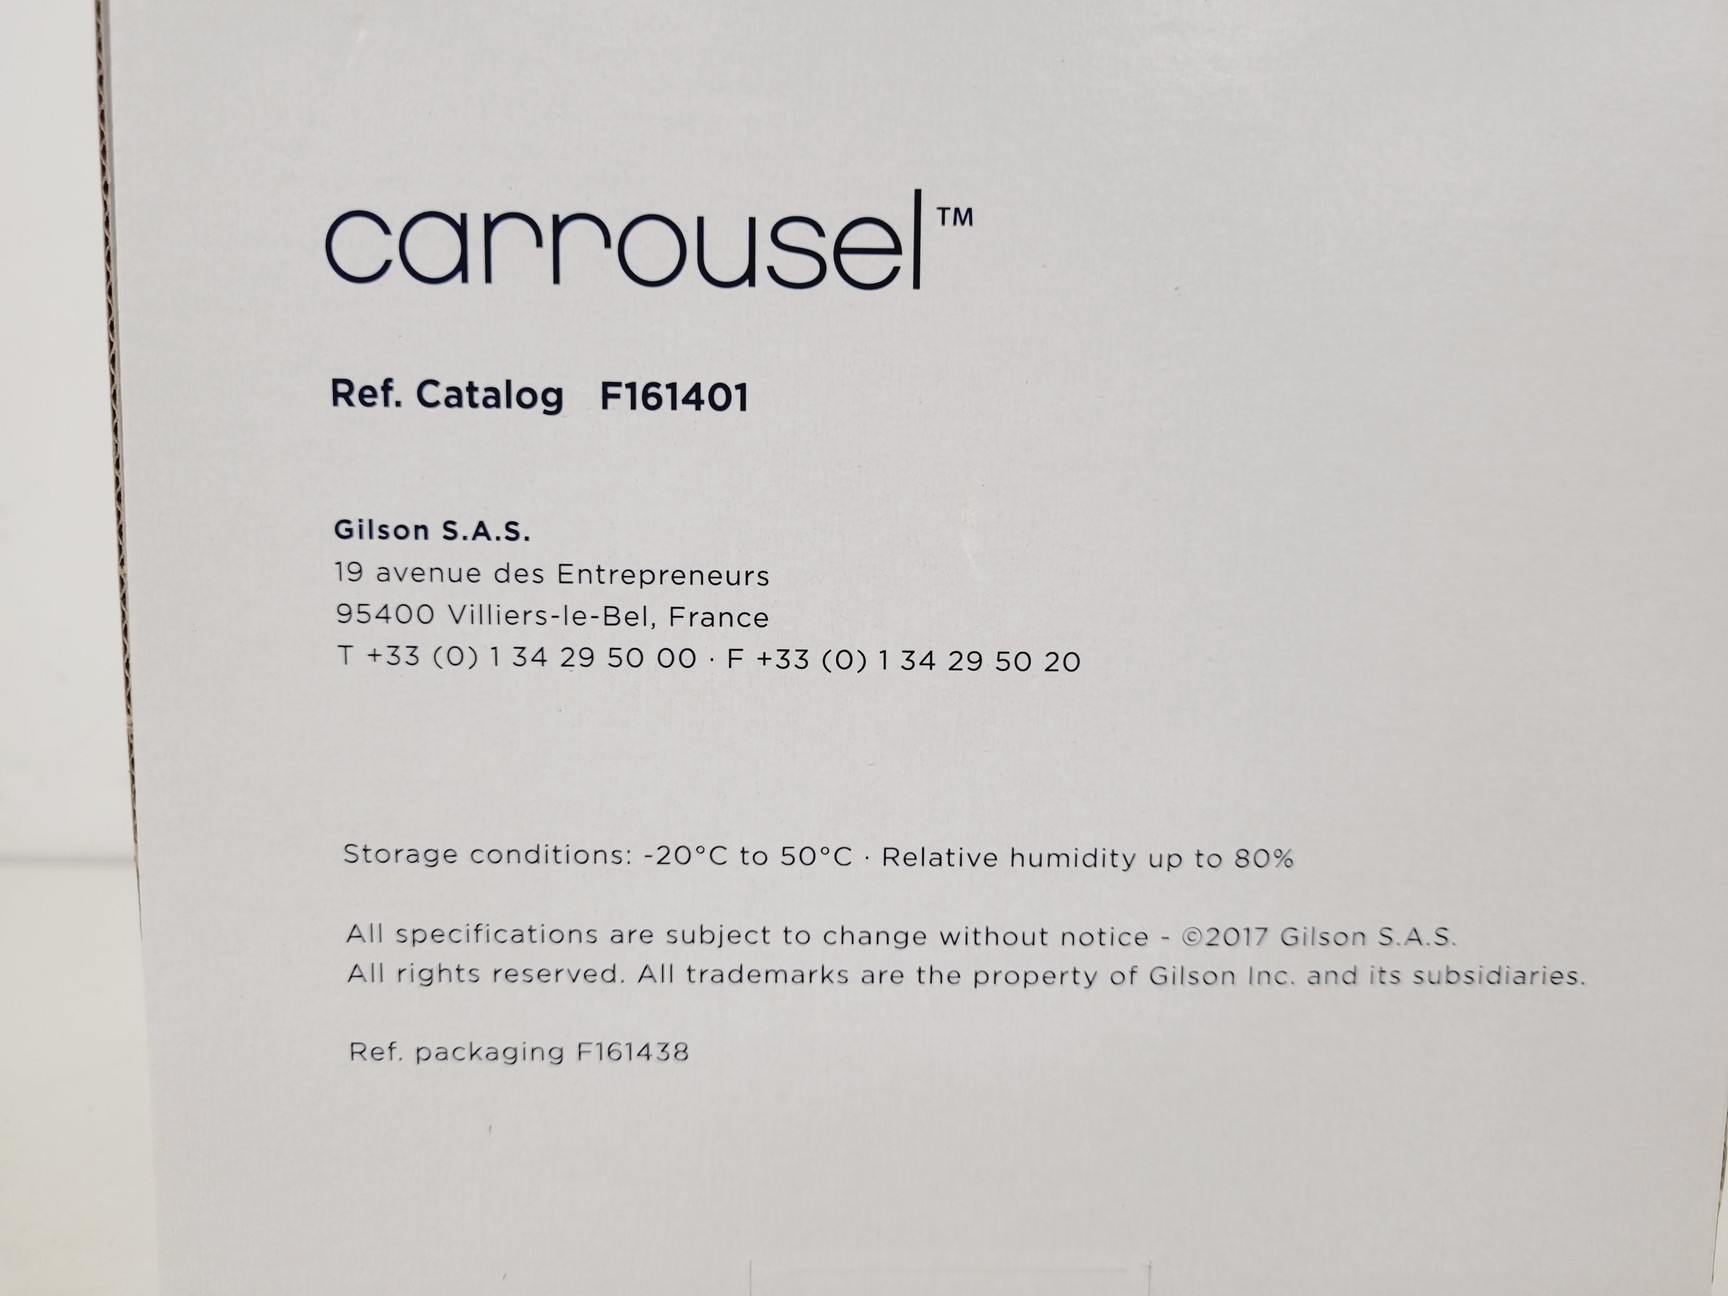 carrousel™
Ref. Catalog F161401
Gilson S.A.S.
19 avenue des Entrepreneurs
95400 Villiers-le-Bel, France
T +33 (0) 1 34 29 50 00 · F +33 (0) 1 34 29 50 20
Storage conditions: -20°C to 50°C · Relative humidity up to 80%
All specifications are subject to change without notice - ©2017 Gilson S.A.S.
All rights reserved. All trademarks are the property of Gilson Inc. and its subsidiaries.
Ref. packaging F161438